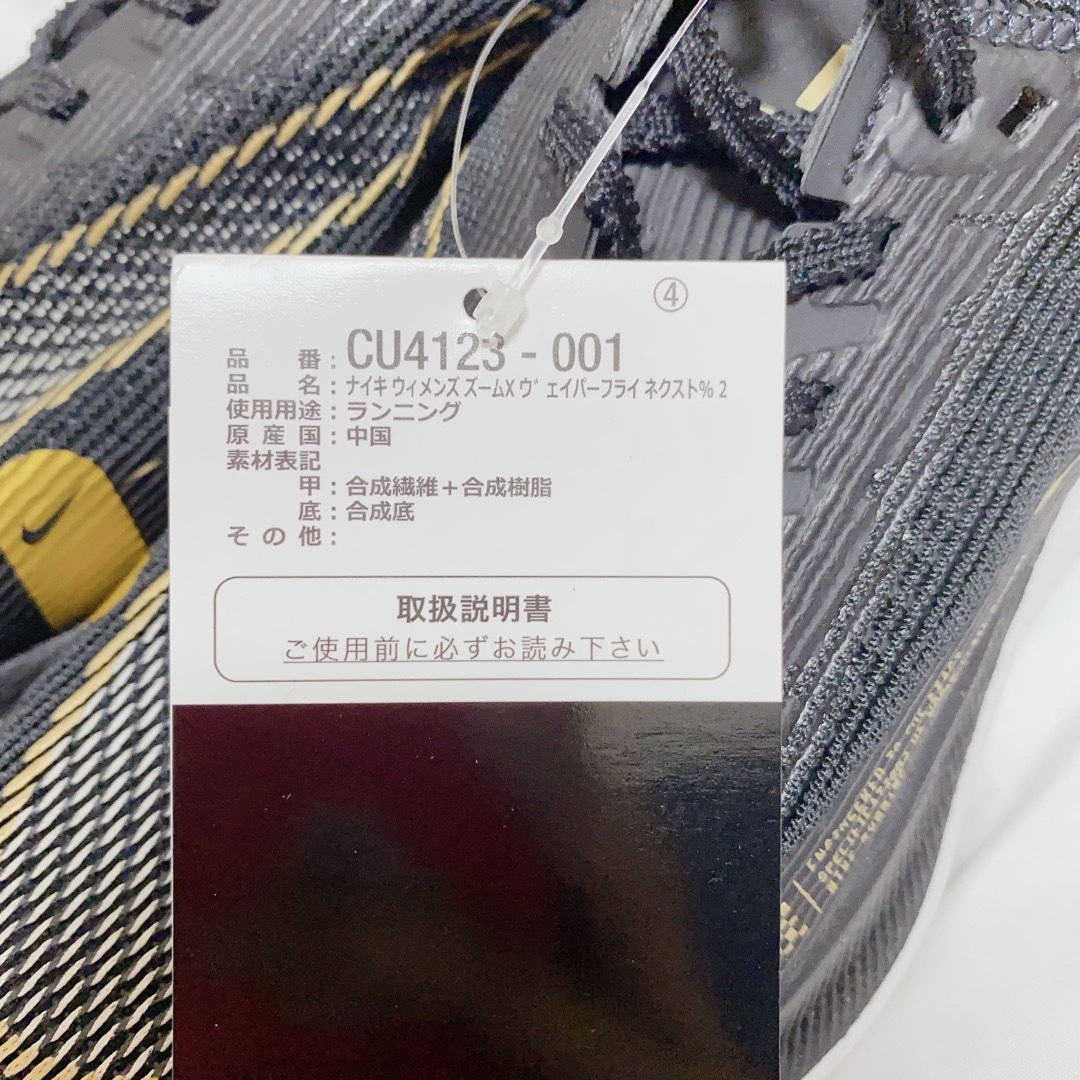 ④
品番：CU4123 - 001
品名：ナイキ ウィメンズ ズームX ヴェイパーフライ ネクスト% 2
使用用途：ランニング
原産国：中国
素材表記
甲：合成繊維＋合成樹脂
底：合成底
その他：
取扱説明書
ご使用前に必ずお読み下さい